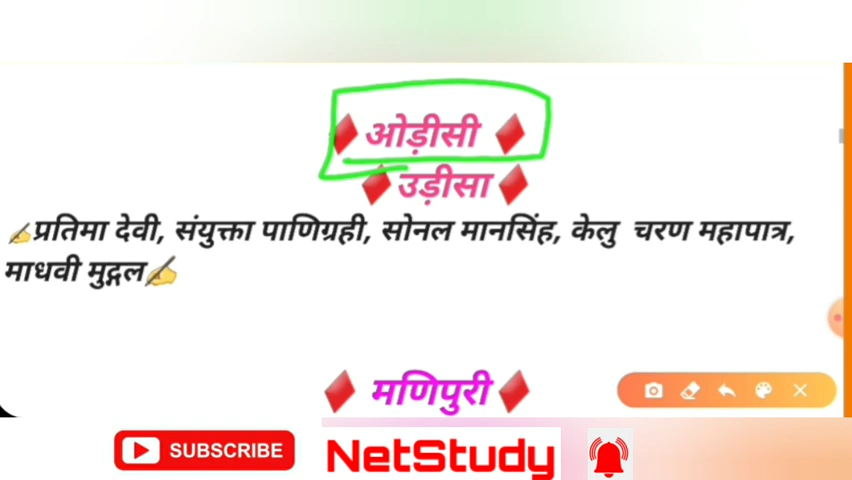 ओड़ीसी
उड़ीसा
प्रतिमा देवी, संयुक्ता पाणिग्रही, सोनल मानसिंह, केलु चरण महापात्र,
माधवी मुद्गल
मणिपुरी
SUBSCRIBE
NetStudy